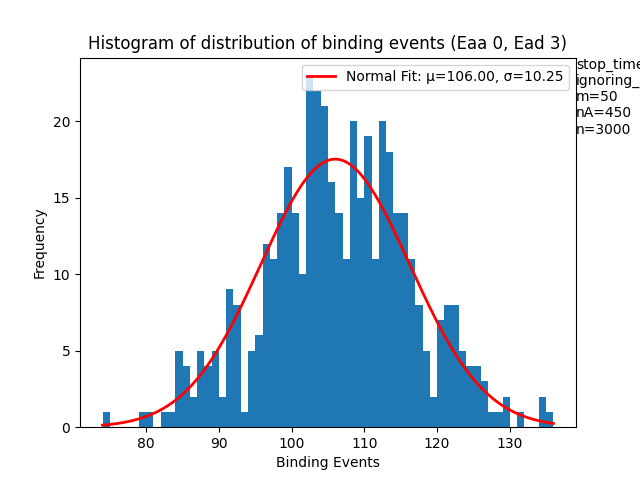 Histogram of distribution of binding events (Eaa 0, Ead 3)
Normal Fit: μ=106.00, σ=10.25
stop_time
ignoring_
m=50
nA=450
n=3000
Frequency
20
15
10
5
0
80 90 100 110 120 130
Binding Events